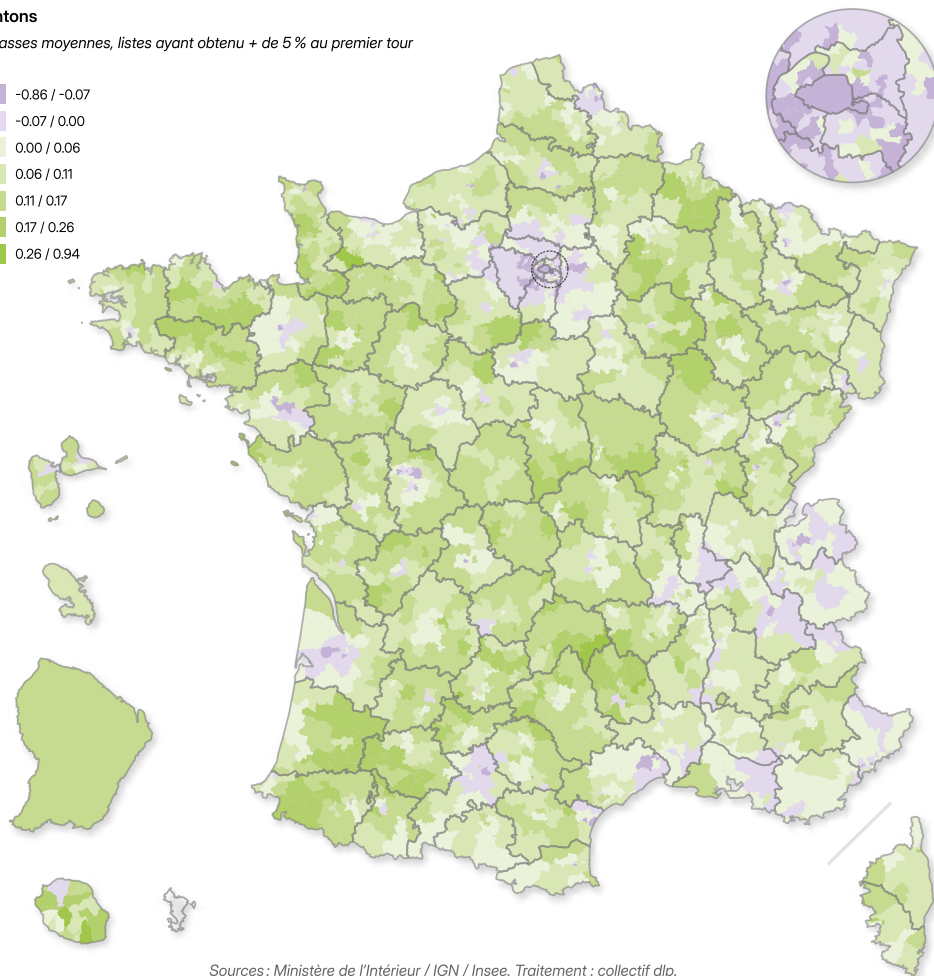 ntons
asses moyennes, listes ayant obtenu + de 5 % au premier tour
-0.86 / -0.07
-0.07 / 0.00
0.00 / 0.06
0.06 / 0.11
0.11 / 0.17
0.17 / 0.26
0.26 / 0.94
Sources : Ministère de l'Intérieur / IGN / Insee. Traitement : collectif dlp.